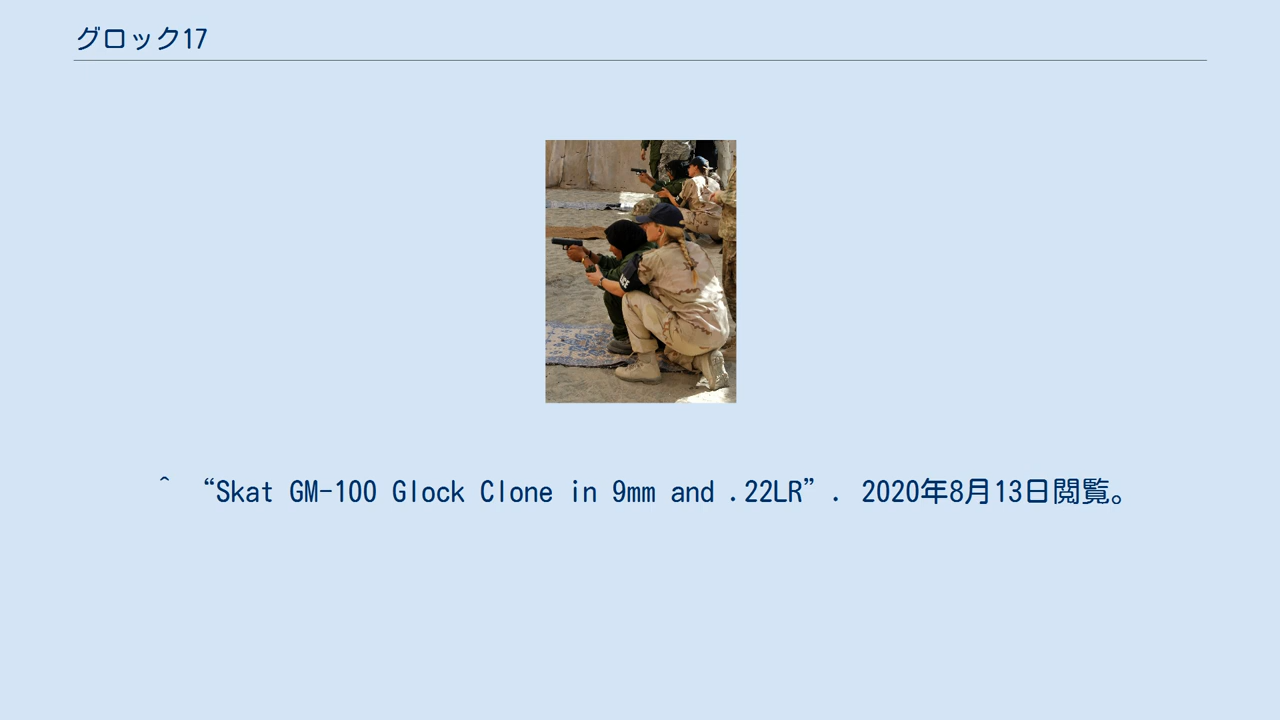 グロック17
^ “Skat GM-100 Glock Clone in 9mm and .22LR”. 2020年8月13日閲覧。